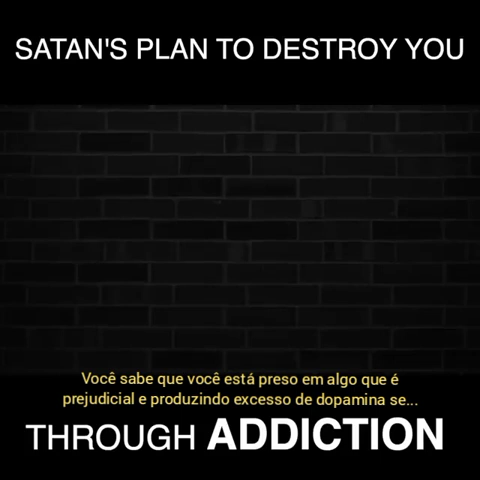 SATAN'S PLAN TO DESTROY YOU
Você sabe que você está preso em algo que é
prejudicial e produzindo excesso de dopamina se...
THROUGH ADDICTION